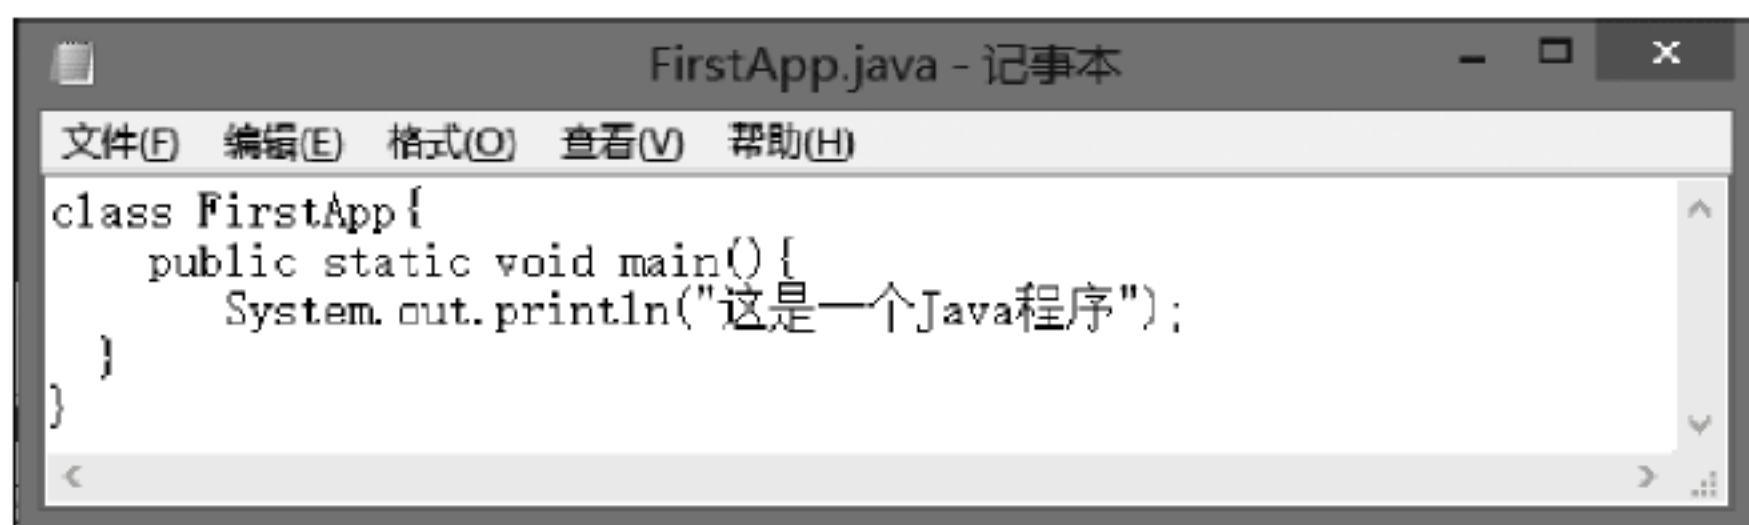 FirstApp.java - 记事本
文件(F) 编辑(E) 格式(O) 查看(V) 帮助(H)
class FirstApp{
    public static void main(){
        System.out.println("这是一个Java程序");
  }
}